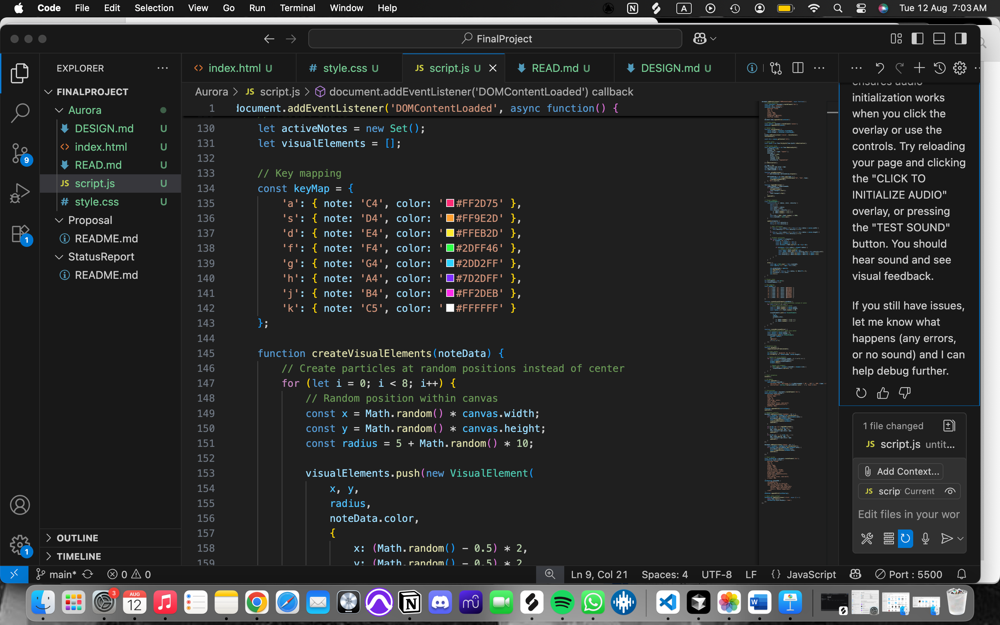 Code File Edit Selection View Go Run Terminal Window Help
A
Tue 12 Aug 7:03 AM
FinalProject
EXPLORER
FINALPROJECT
Aurora
DESIGN.md U
index.html U
READ.md U
JS script.js U
# style.css U
Proposal
README.md
StatusReport
README.md
OUTLINE
TIMELINE
9
1
1
index.html U
# style.css U
JS script.js U
READ.md U
DESIGN.md U
Aurora > JS script.js > document.addEventListener('DOMContentLoaded') callback
1 document.addEventListener('DOMContentLoaded', async function() {
130 let activeNotes = new Set();
131 let visualElements = [];
132
133 // Key mapping
134 const keyMap = {
135 'a': { note: 'C4', color: '#FF2D75' },
136 's': { note: 'D4', color: '#FF9E2D' },
137 'd': { note: 'E4', color: '#FFEB2D' },
138 'f': { note: 'F4', color: '#2DFF46' },
139 'g': { note: 'G4', color: '#2DD2FF' },
140 'h': { note: 'A4', color: '#7D2DFF' },
141 'j': { note: 'B4', color: '#FF2DEB' },
142 'k': { note: 'C5', color: '#FFFFFF' }
143 };
144
145 function createVisualElements(noteData) {
146 // Create particles at random positions instead of center
147 for (let i = 0; i < 8; i++) {
148 // Random position within canvas
149 const x = Math.random() * canvas.width;
150 const y = Math.random() * canvas.height;
151 const radius = 5 + Math.random() * 10;
152
153 visualElements.push(new VisualElement(
154 x, y,
155 radius,
156 noteData.color,
157 {
158 x: (Math.random() - 0.5) * 2,
159 y: (Math.random() - 0.5) * 2
ensures audio
initialization works
when you click the
overlay or use the
controls. Try reloading
your page and clicking
the "CLICK TO
INITIALIZE AUDIO"
overlay, or pressing
the "TEST SOUND"
button. You should
hear sound and see
visual feedback.
If you still have issues,
let me know what
happens (any errors,
or no sound) and I can
help debug further.
1 file changed
JS script.js untit...
Add Context...
JS scrip Current
Edit files in your wor
main* 0 0
Ln 9, Col 21 Spaces: 4 UTF-8 LF {} JavaScript Port : 5500
3
AUG
12